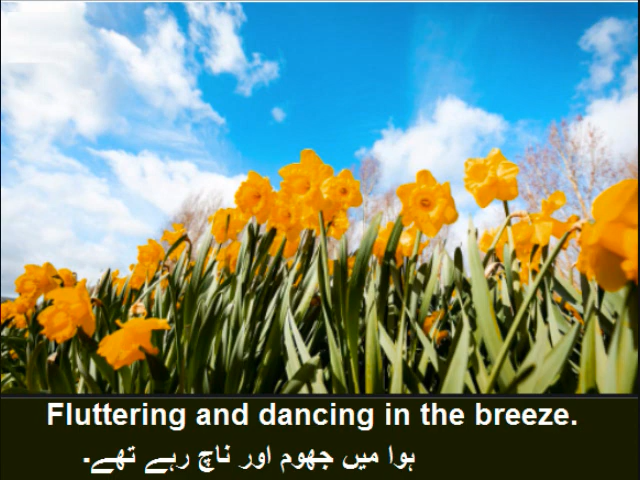 Fluttering and dancing in the breeze.
ہوا میں جھوم اور ناچ رہے تھے۔